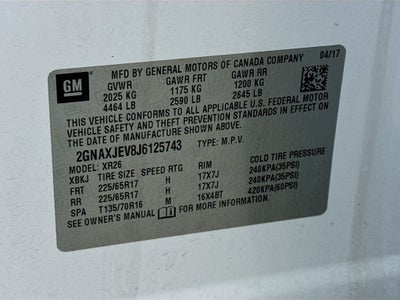 GM
MFD BY GENERAL MOTORS OF CANADA COMPANY 04/17
GVWR GAWR FRT GAWR RR
2025 KG 1175 KG 1200 KG
4464 LB 2590 LB 2645 LB
THIS VEHICLE CONFORMS TO ALL APPLICABLE U.S. FEDERAL MOTOR
VEHICLE SAFETY AND THEFT PREVENTION STANDARDS IN EFFECT ON
THE DATE OF MANUFACTURE SHOWN ABOVE.
2GNAXJEV8J6125743 TYPE: M.P.V.
MODEL: XR26
XBKJ TIRE SIZE SPEED RTG RIM COLD TIRE PRESSURE
FRT 225/65R17 H 17X7J 240KPA(35PSI)
RR 225/65R17 H 17X7J 240KPA(35PSI)
SPA T135/70R16 M 16X4BT 420KPA(60PSI)
SEE OWNER'S MANUAL FOR MORE INFORMATION.